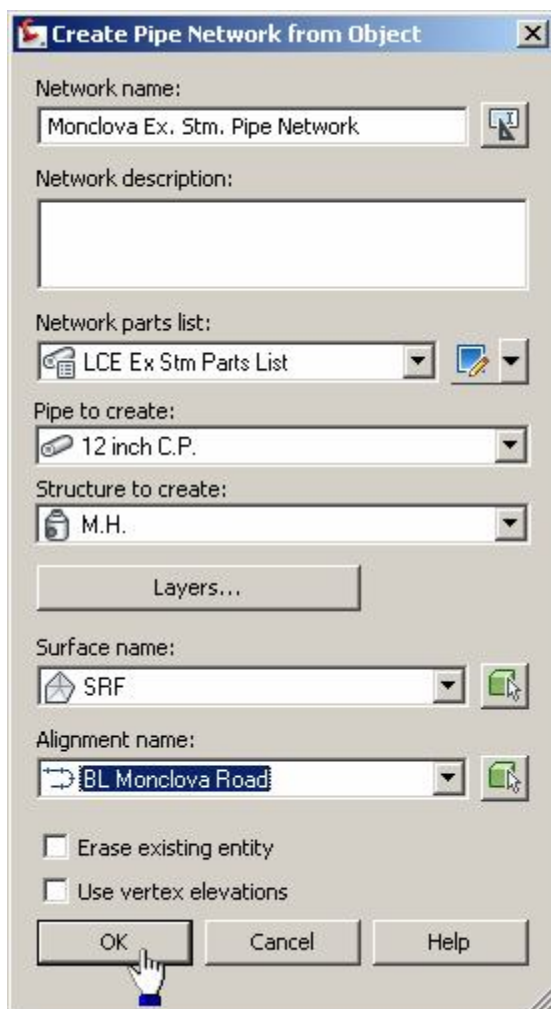 Create Pipe Network from Object
Network name:
Monclova Ex. Stm. Pipe Network
Network description:
Network parts list:
LCE Ex Stm Parts List
Pipe to create:
12 inch C.P.
Structure to create:
M.H.
Layers...
Surface name:
SRF
Alignment name:
BL Monclova Road
Erase existing entity
Use vertex elevations
OK Cancel Help